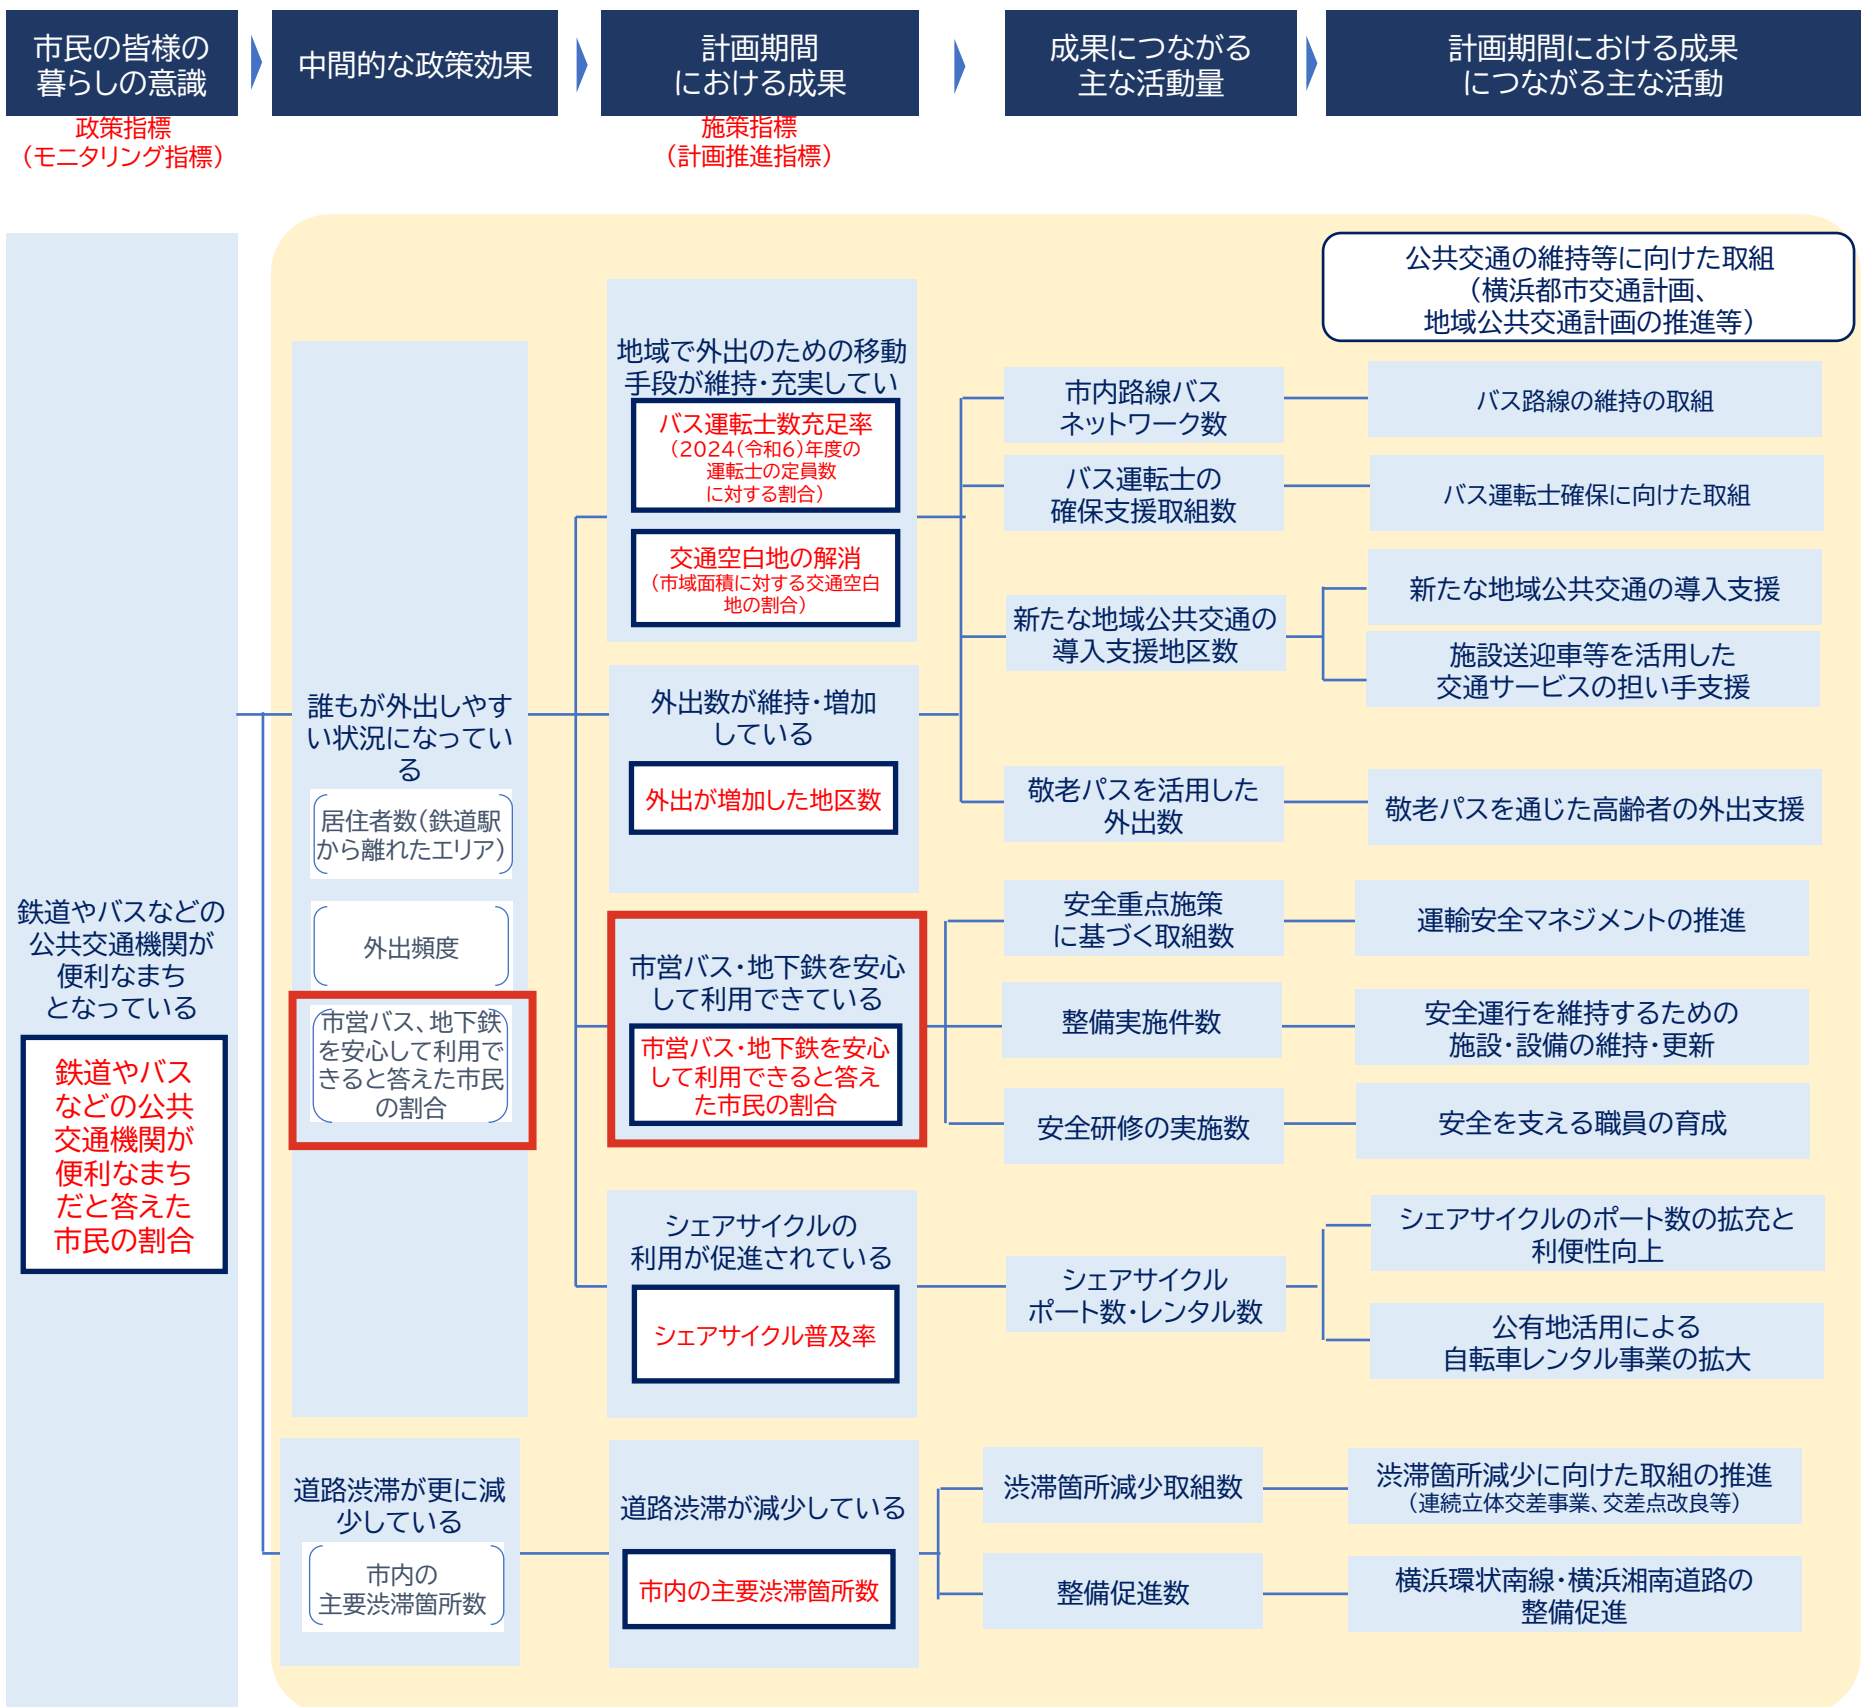 市民の皆様の
暮らしの意識
中間的な政策効果
計画期間
における成果
成果につながる
主な活動量
計画期間における成果
につながる主な活動
政策指標
（モニタリング指標）
施策指標
（計画推進指標）
鉄道やバスなどの
公共交通機関が
便利なまち
となっている
鉄道やバス
などの公共
交通機関が
便利なまち
だと答えた
市民の割合
誰もが外出しやす
い状況になってい
る
居住者数（鉄道駅
から離れたエリア）
外出頻度
市営バス、地下鉄
を安心して利用で
きると答えた市民
の割合
道路渋滞が更に減
少している
市内の
主要渋滞箇所数
地域で外出のための移動
手段が維持・充実してい
バス運転士数充足率
（2024（令和6）年度の
運転士の定員数
に対する割合）
交通空白地の解消
（市域面積に対する交通空白
地の割合）
外出数が維持・増加
している
外出が増加した地区数
市営バス・地下鉄を安心
して利用できている
市営バス・地下鉄を安心
して利用できると答え
た市民の割合
シェアサイクルの
利用が促進されている
シェアサイクル普及率
道路渋滞が減少している
市内の主要渋滞箇所数
市内路線バス
ネットワーク数
バス運転士の
確保支援取組数
新たな地域公共交通の
導入支援地区数
敬老パスを活用した
外出数
安全重点施策
に基づく取組数
整備実施件数
安全研修の実施数
シェアサイクル
ポート数・レンタル数
渋滞箇所減少取組数
整備促進数
公共交通の維持等に向けた取組
（横浜都市交通計画、
地域公共交通計画の推進等）
バス路線の維持の取組
バス運転士確保に向けた取組
新たな地域公共交通の導入支援
施設送迎車等を活用した
交通サービスの担い手支援
敬老パスを通じた高齢者の外出支援
運輸安全マネジメントの推進
安全運行を維持するための
施設・設備の維持・更新
安全を支える職員の育成
シェアサイクルのポート数の拡充と
利便性向上
公有地活用による
自転車レンタル事業の拡大
渋滞箇所減少に向けた取組の推進
（連続立体交差事業、交差点改良等）
横浜環状南線・横浜湘南道路の
整備促進